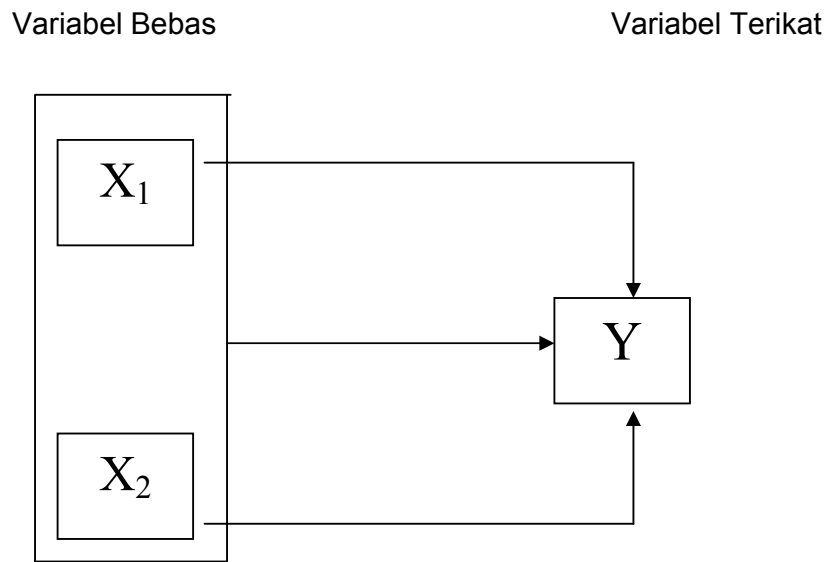 Variabel Bebas Variabel Terikat
X₁
Y
X₂